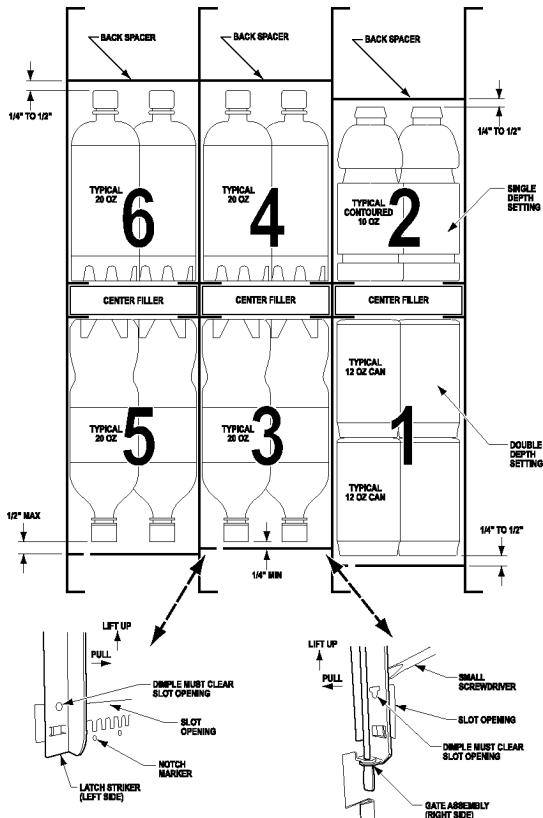 BACK SPACER
BACK SPACER
BACK SPACER
1/4" TO 1/2"
1/4" TO 1/2"
TYPICAL
20 OZ
6
TYPICAL
20 OZ
4
TYPICAL
CONTOURED
10 OZ
2
SINGLE
DEPTH
SETTING
CENTER FILLER
CENTER FILLER
CENTER FILLER
TYPICAL
20 OZ
5
TYPICAL
20 OZ
3
TYPICAL
12 OZ CAN
1
TYPICAL
12 OZ CAN
DOUBLE
DEPTH
SETTING
1/2" MAX
1/4" MIN
1/4" TO 1/2"
LIFT UP
PULL
DIMPLE MUST CLEAR
SLOT OPENING
SLOT
OPENING
NOTCH
MARKER
LATCH STRIKER
(LEFT SIDE)
LIFT UP
PULL
SMALL
SCREWDRIVER
SLOT OPENING
DIMPLE MUST CLEAR
SLOT OPENING
GATE ASSEMBLY
(RIGHT SIDE)